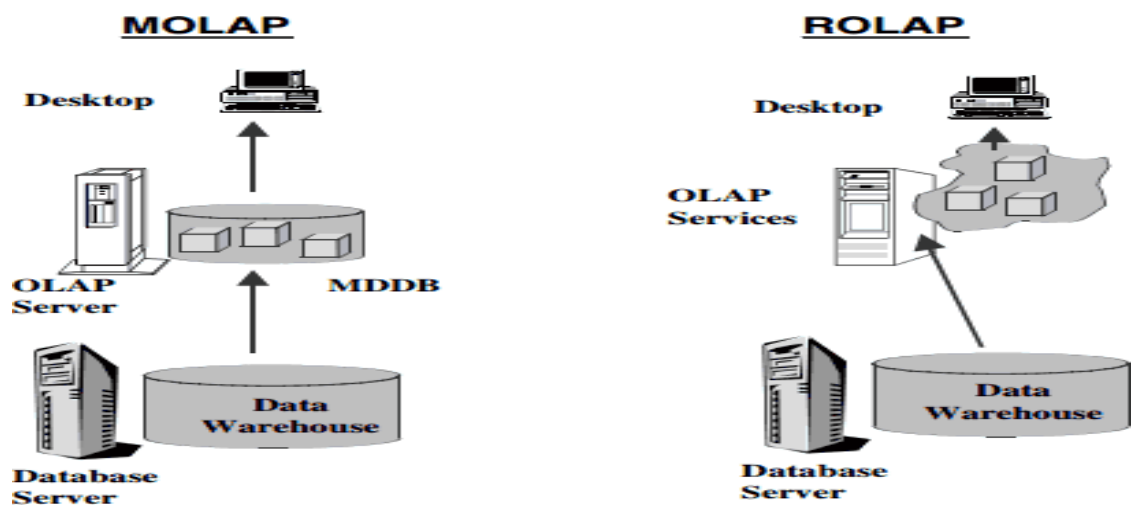 MOLAP
Desktop
OLAP
Server
MDDB
Data
Warehouse
Database
Server
ROLAP
Desktop
OLAP
Services
Data
Warehouse
Database
Server